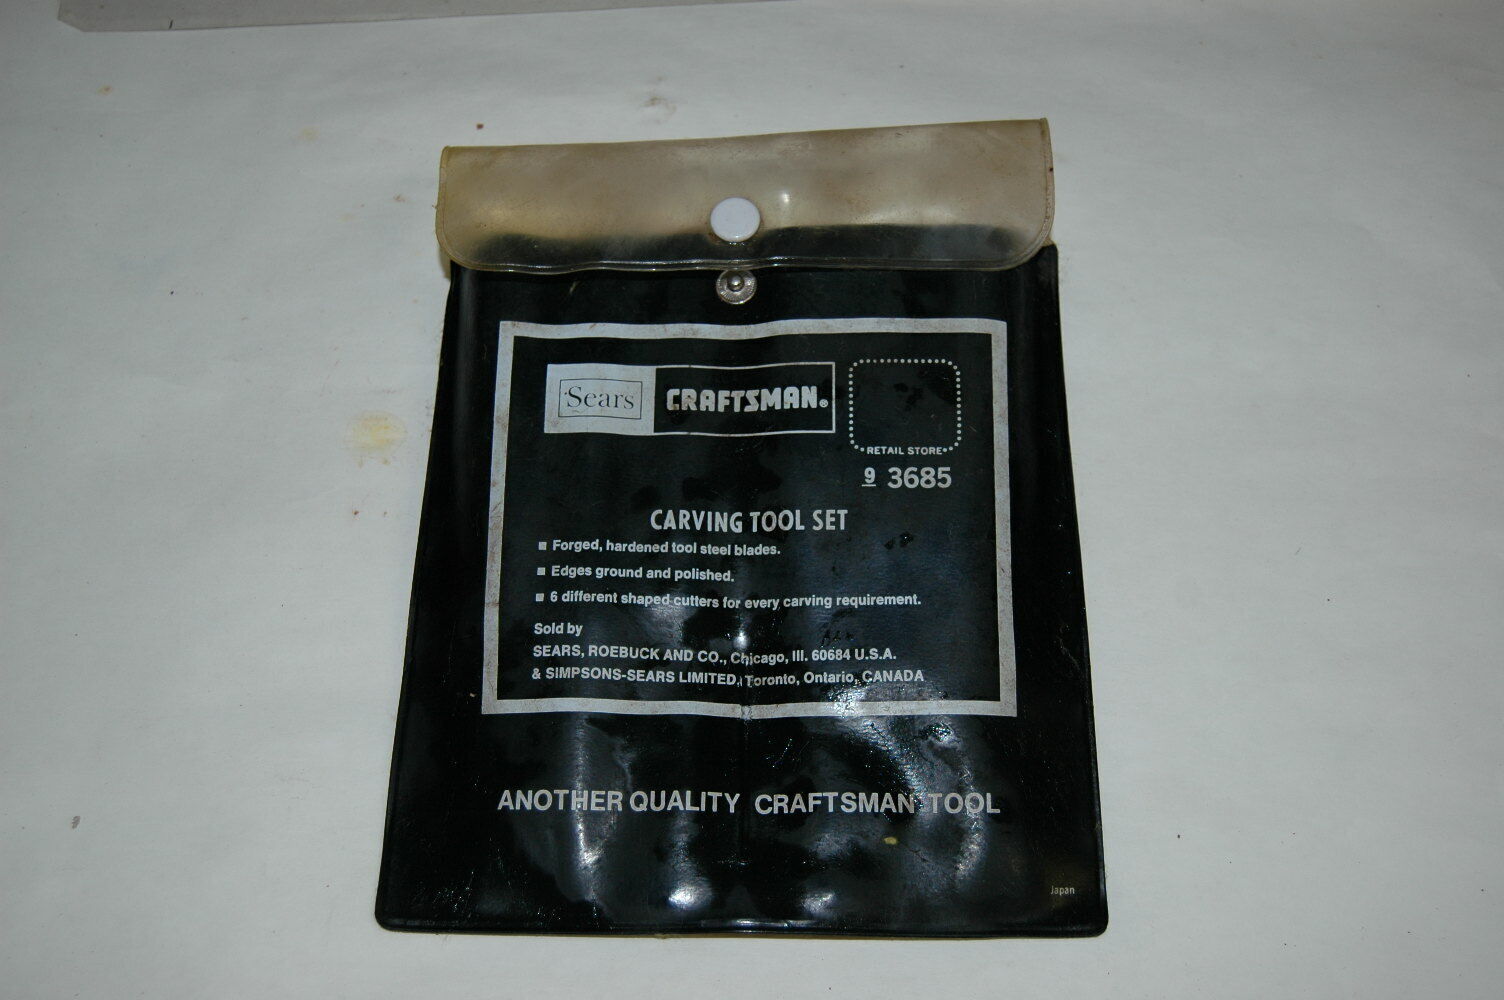 Sears CRAFTSMAN®
RETAIL STORE
9 3685
CARVING TOOL SET
■ Forged, hardened tool steel blades.
■ Edges ground and polished.
■ 6 different shaped cutters for every carving requirement.
Sold by
SEARS, ROEBUCK AND CO., Chicago, Ill. 60684 U.S.A.
& SIMPSONS-SEARS LIMITED, Toronto, Ontario, CANADA
ANOTHER QUALITY CRAFTSMAN TOOL
Japan